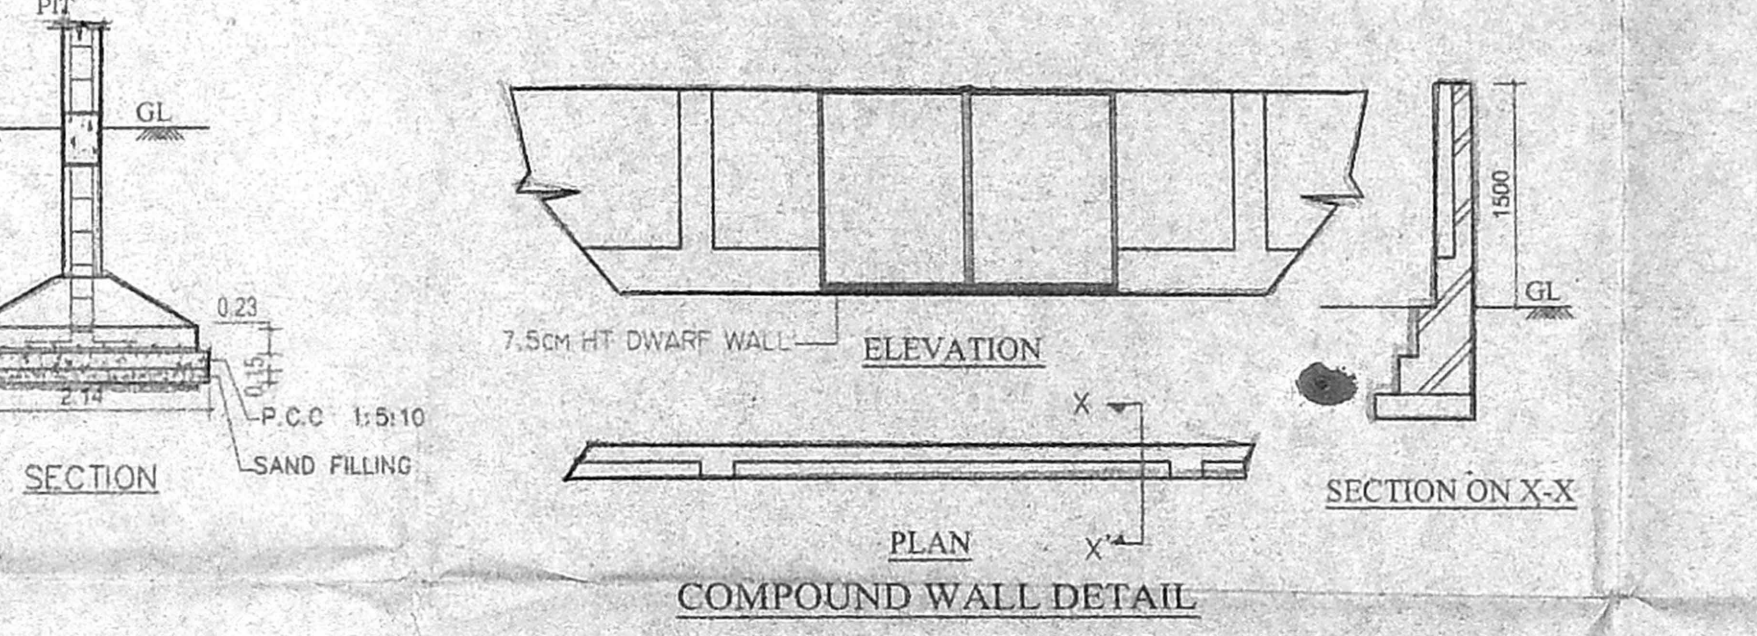 PIT
GL
0.23
0.15
2.14
P.C.C 1:5:10
SAND FILLING
SECTION
7.5CM HT DWARF WALL
ELEVATION
1500
GL
X
X
PLAN
SECTION ON X-X
COMPOUND WALL DETAIL